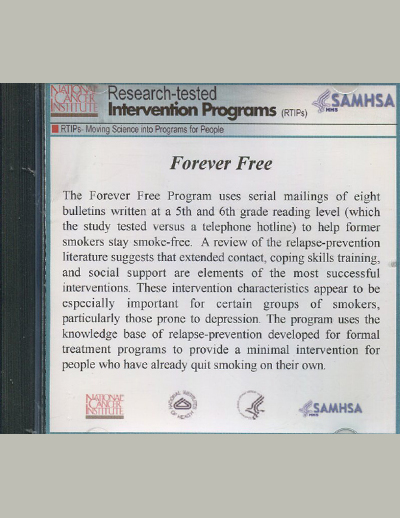 NATIONAL
CANCER
INSTITUTE
Research-tested
Intervention Programs (RTIPs)
HHS
SAMHSA
RTIPs- Moving Science into Programs for People
Forever Free
The Forever Free Program uses serial mailings of eight
bulletins written at a 5th and 6th grade reading level (which
the study tested versus a telephone hotline) to help former
smokers stay smoke-free. A review of the relapse-prevention
literature suggests that extended contact, coping skills training,
and social support are elements of the most successful
interventions. These intervention characteristics appear to be
especially important for certain groups of smokers,
particularly those prone to depression. The program uses the
knowledge base of relapse-prevention developed for formal
treatment programs to provide a minimal intervention for
people who have already quit smoking on their own.
NATIONAL
CANCER
INSTITUTE
SAMHSA